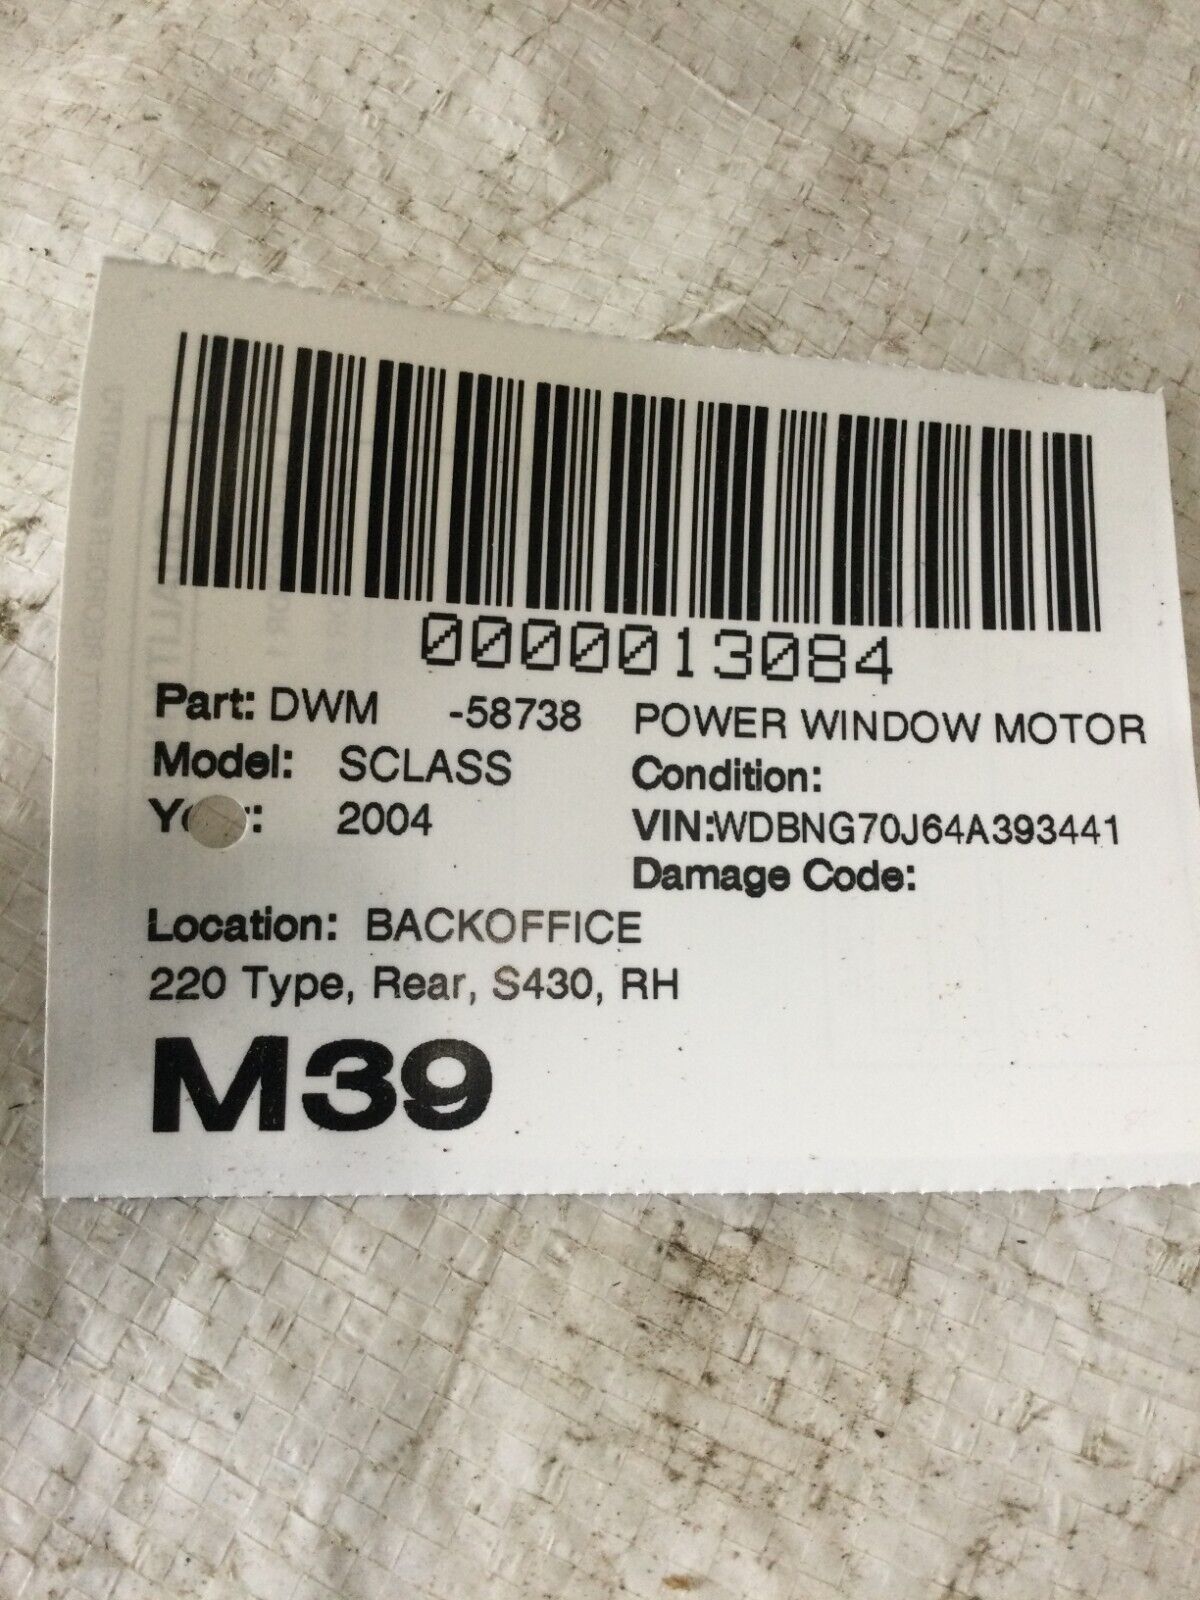 0000013084
Part: DWM -58738 POWER WINDOW MOTOR
Model: SCLASS Condition:
Y r: 2004 VIN:WDBNG70J64A393441
Damage Code:
Location: BACKOFFICE
220 Type, Rear, S430, RH
M39